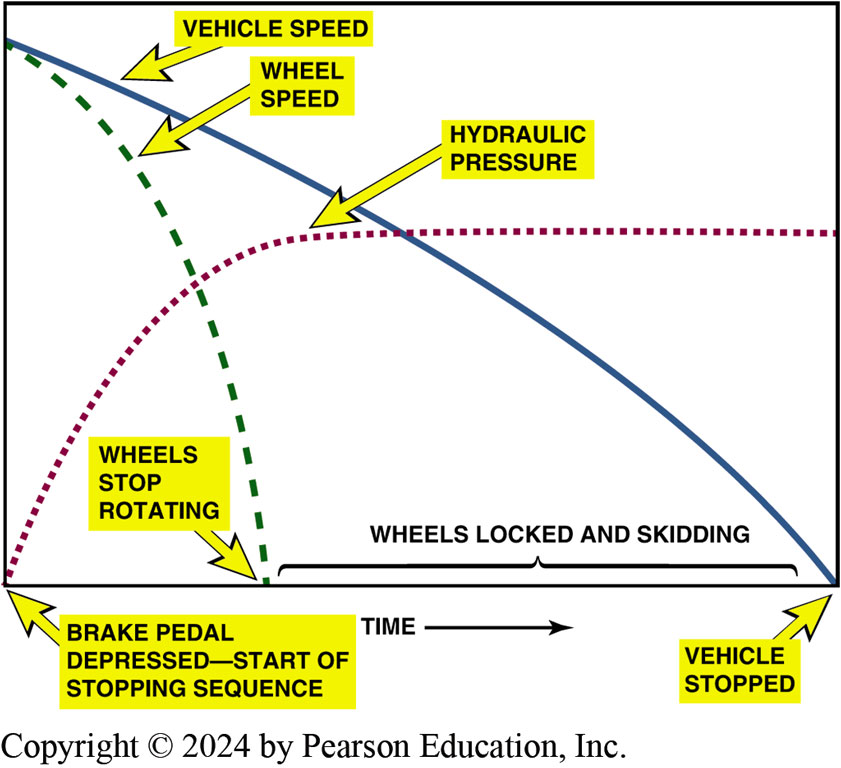 VEHICLE SPEED
WHEEL
SPEED
HYDRAULIC
PRESSURE
WHEELS
STOP
ROTATING
WHEELS LOCKED AND SKIDDING
TIME
BRAKE PEDAL
DEPRESSED—START OF
STOPPING SEQUENCE
VEHICLE
STOPPED
Copyright © 2024 by Pearson Education, Inc.